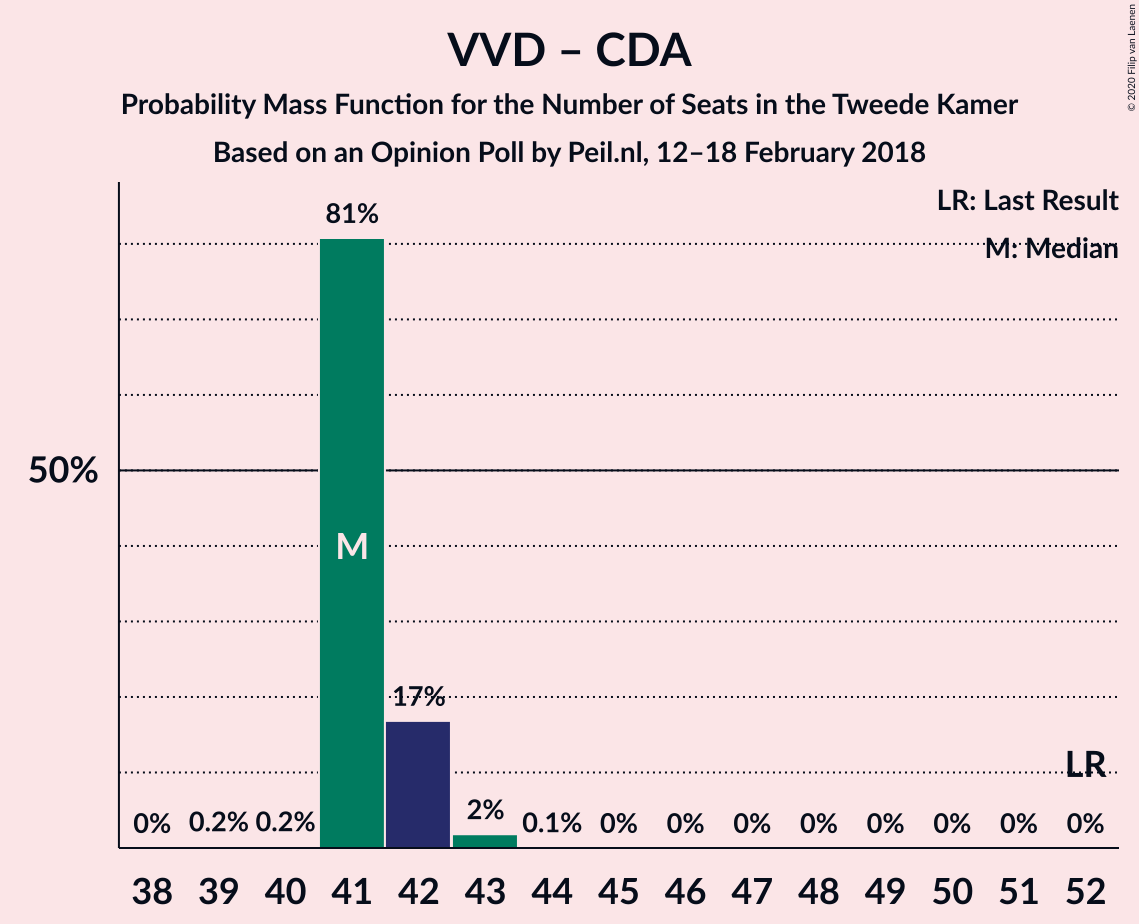 VVD – CDA
Probability Mass Function for the Number of Seats in the Tweede Kamer
Based on an Opinion Poll by Peil.nl, 12–18 February 2018
© 2020 Filip van Laenen
LR: Last Result
M: Median
81%
50%
M
17%
LR
0% 0.2% 0.2% 2% 0.1% 0% 0% 0% 0% 0% 0% 0% 0%
38 39 40 41 42 43 44 45 46 47 48 49 50 51 52